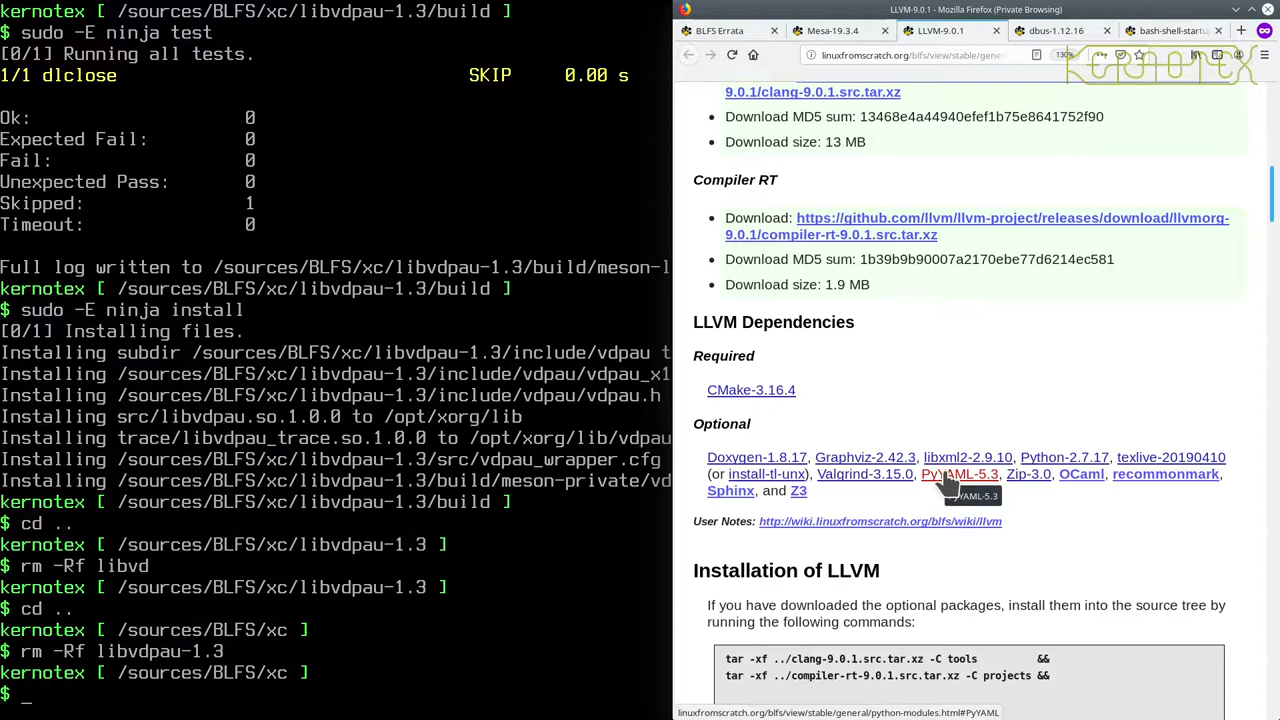 kernotex [ /sources/BLFS/xc/libvdpau-1.3/build ]
$ sudo -E ninja test
[0/1] Running all tests.
1/1 dlclose SKIP 0.00 s
Ok: 0
Expected Fail: 0
Fail: 0
Unexpected Pass: 0
Skipped: 1
Timeout: 0
Full log written to /sources/BLFS/xc/libvdpau-1.3/build/meson-l
kernotex [ /sources/BLFS/xc/libvdpau-1.3/build ]
$ sudo -E ninja install
[0/1] Installing files.
Installing subdir /sources/BLFS/xc/libvdpau-1.3/include/vdpau t
Installing /sources/BLFS/xc/libvdpau-1.3/include/vdpau/vdpau_x1
Installing /sources/BLFS/xc/libvdpau-1.3/include/vdpau/vdpau.h
Installing src/libvdpau.so.1.0.0 to /opt/xorg/lib
Installing trace/libvdpau_trace.so.1.0.0 to /opt/xorg/lib/vdpau
Installing /sources/BLFS/xc/libvdpau-1.3/src/vdpau_wrapper.cfg
Installing /sources/BLFS/xc/libvdpau-1.3/build/meson-private/vd
kernotex [ /sources/BLFS/xc/libvdpau-1.3/build ]
$ cd ..
kernotex [ /sources/BLFS/xc/libvdpau-1.3 ]
$ rm -Rf libvd
kernotex [ /sources/BLFS/xc/libvdpau-1.3 ]
$ cd ..
kernotex [ /sources/BLFS/xc ]
$ rm -Rf libvdpau-1.3
kernotex [ /sources/BLFS/xc ]
$ _
LLVM-9.0.1 - Mozilla Firefox (Private Browsing)
BLFS Errata
Mesa-19.3.4
LLVM-9.0.1
dbus-1.12.16
bash-shell-startu
linuxfromscratch.org/blfs/view/stable/gene
130%
KERNOTEX
9.0.1/clang-9.0.1.src.tar.xz
• Download MD5 sum: 13468e4a44940efef1b75e8641752f90
• Download size: 13 MB
Compiler RT
• Download: https://github.com/llvm/llvm-project/releases/download/llvmorg-
9.0.1/compiler-rt-9.0.1.src.tar.xz
• Download MD5 sum: 1b39b9b90007a2170ebe77d6214ec581
• Download size: 1.9 MB
LLVM Dependencies
Required
CMake-3.16.4
Optional
Doxygen-1.8.17, Graphviz-2.42.3, libxml2-2.9.10, Python-2.7.17, texlive-20190410
(or install-tl-unx), Valgrind-3.15.0, PyYAML-5.3, Zip-3.0, OCaml, recommonmark,
Sphinx, and Z3
YAML-5.3
User Notes: http://wiki.linuxfromscratch.org/blfs/wiki/llvm
Installation of LLVM
If you have downloaded the optional packages, install them into the source tree by
running the following commands:
tar -xf ../clang-9.0.1.src.tar.xz -C tools &&
tar -xf ../compiler-rt-9.0.1.src.tar.xz -C projects &&
linuxfromscratch.org/blfs/view/stable/general/python-modules.html#PyYAML